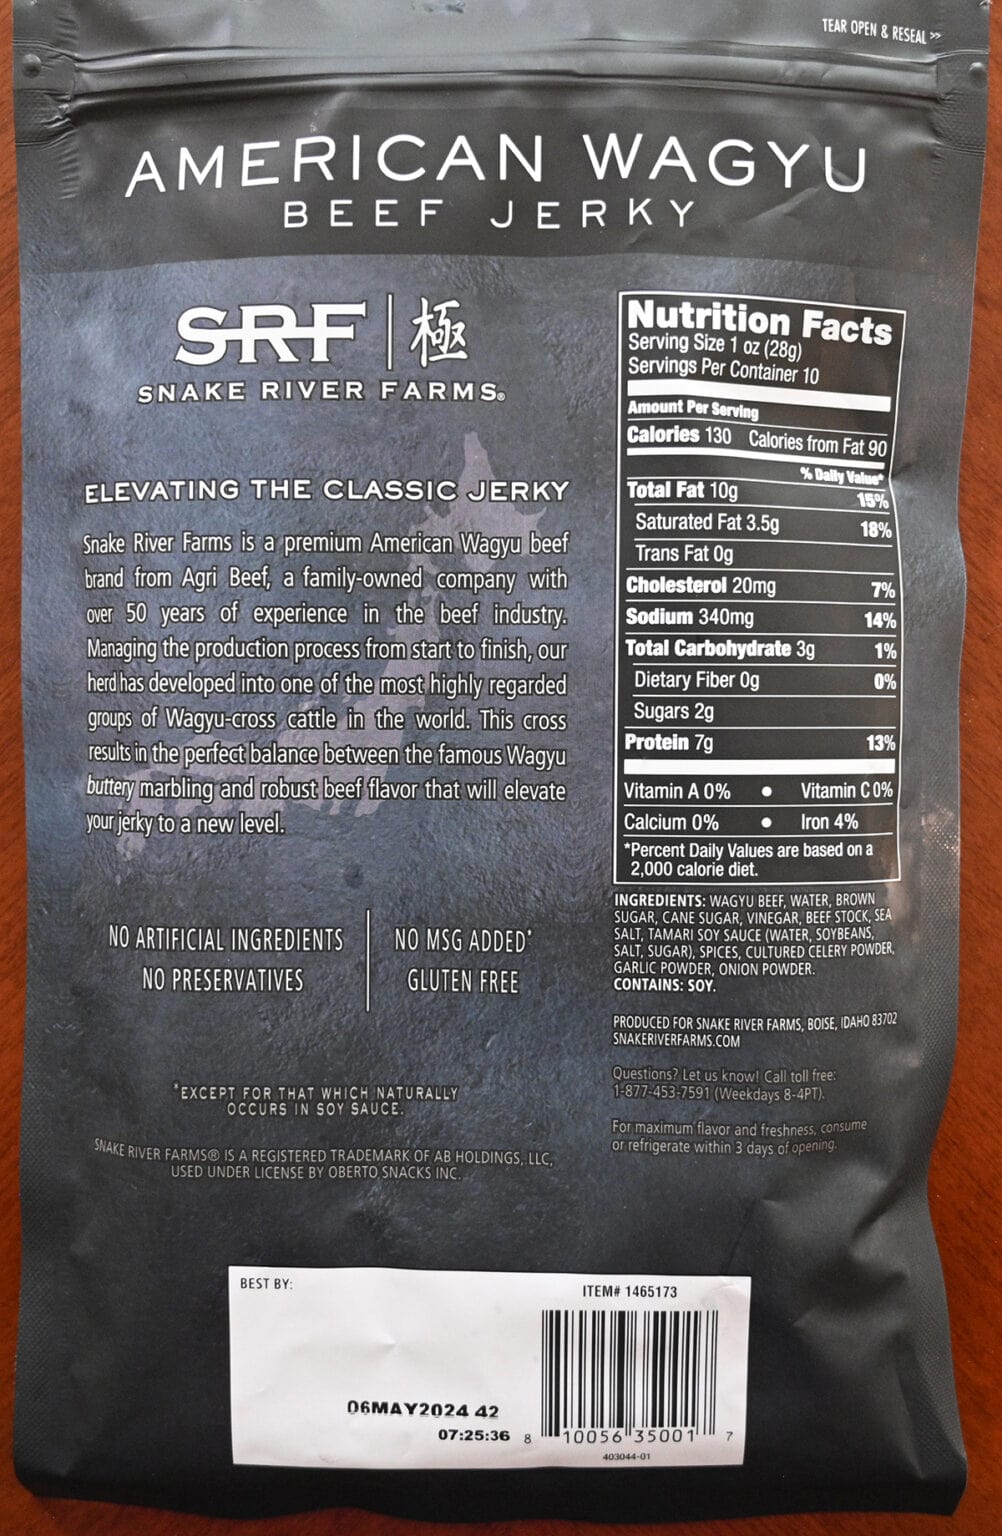 TEAR OPEN & RESEAL >>
AMERICAN WAGYU
BEEF JERKY
SRF | 極
SNAKE RIVER FARMS®
ELEVATING THE CLASSIC JERKY
Snake River Farms is a premium American Wagyu beef
brand from Agri Beef, a family-owned company with
over 50 years of experience in the beef industry.
Managing the production process from start to finish, our
herd has developed into one of the most highly regarded
groups of Wagyu-cross cattle in the world. This cross
results in the perfect balance between the famous Wagyu
buttery marbling and robust beef flavor that will elevate
your jerky to a new level.
NO ARTIFICIAL INGREDIENTS
NO PRESERVATIVES
NO MSG ADDED*
GLUTEN FREE
*EXCEPT FOR THAT WHICH NATURALLY
OCCURS IN SOY SAUCE.
SNAKE RIVER FARMS® IS A REGISTERED TRADEMARK OF AB HOLDINGS, LLC,
USED UNDER LICENSE BY OBERTO SNACKS INC.
Nutrition Facts
Serving Size 1 oz (28g)
Servings Per Container 10
Amount Per Serving
Calories 130 Calories from Fat 90
% Daily Value*
Total Fat 10g 15%
Saturated Fat 3.5g 18%
Trans Fat 0g
Cholesterol 20mg 7%
Sodium 340mg 14%
Total Carbohydrate 3g 1%
Dietary Fiber 0g 0%
Sugars 2g
Protein 7g 13%
Vitamin A 0% • Vitamin C 0%
Calcium 0% • Iron 4%
*Percent Daily Values are based on a
2,000 calorie diet.
INGREDIENTS: WAGYU BEEF, WATER, BROWN
SUGAR, CANE SUGAR, VINEGAR, BEEF STOCK, SEA
SALT, TAMARI SOY SAUCE (WATER, SOYBEANS,
SALT, SUGAR), SPICES, CULTURED CELERY POWDER,
GARLIC POWDER, ONION POWDER.
CONTAINS: SOY.
PRODUCED FOR SNAKE RIVER FARMS, BOISE, IDAHO 83702
SNAKERIVERFARMS.COM
Questions? Let us know! Call toll free:
1-877-453-7591 (Weekdays 8-4PT).
For maximum flavor and freshness, consume
or refrigerate within 3 days of opening.
BEST BY:
06MAY2024 42
07:25:36
ITEM# 1465173
8 10056 35001 7
403044-01